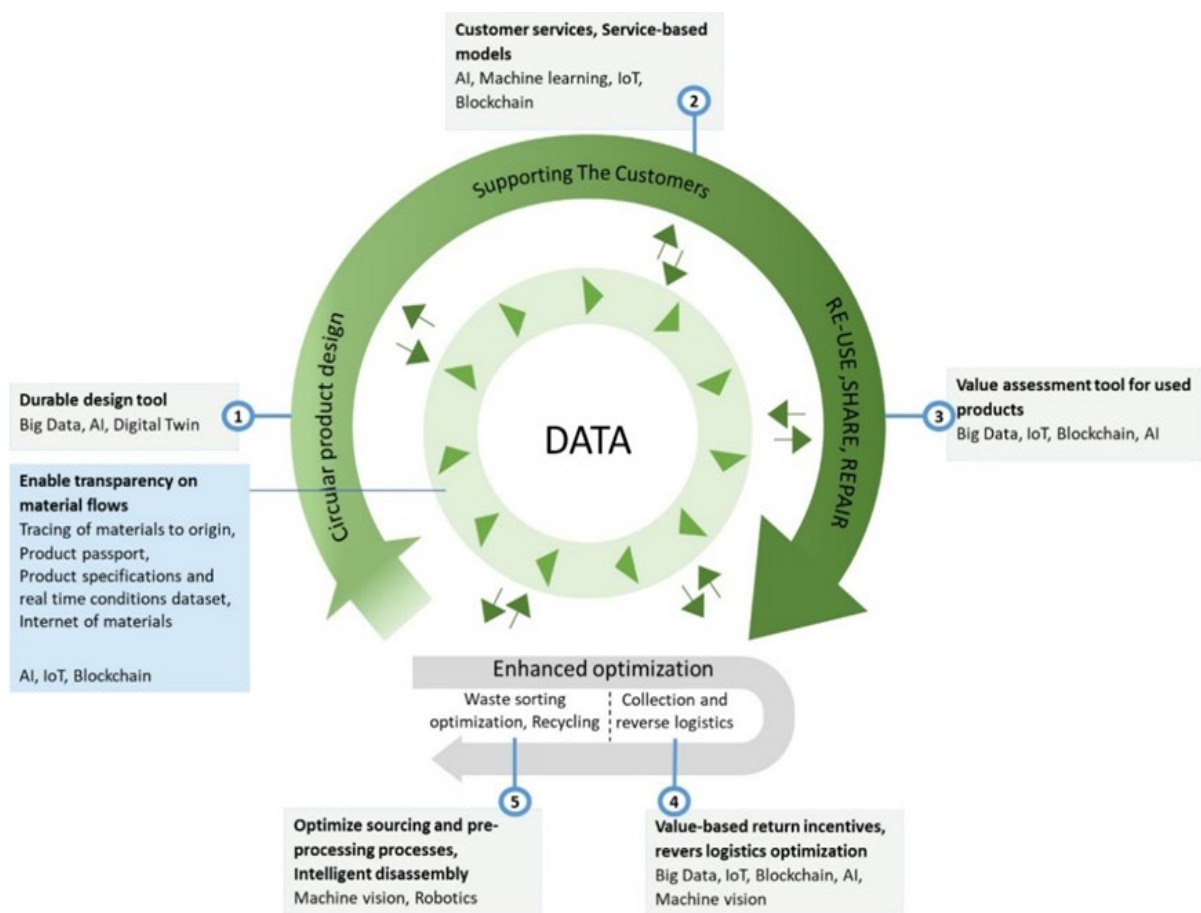 Customer services, Service-based
models
AI, Machine learning, IoT,
Blockchain
2
Supporting The Customers
Circular product design
RE-USE ,SHARE, REPAIR
DATA
Durable design tool
Big Data, AI, Digital Twin
1
Enable transparency on
material flows
Tracing of materials to origin,
Product passport,
Product specifications and
real time conditions dataset,
Internet of materials
AI, IoT, Blockchain
3
Value assessment tool for used
products
Big Data, IoT, Blockchain, AI
Enhanced optimization
Waste sorting
optimization, Recycling
Collection and
reverse logistics
5
Optimize sourcing and pre-
processing processes,
Intelligent disassembly
Machine vision, Robotics
4
Value-based return incentives,
revers logistics optimization
Big Data, IoT, Blockchain, AI,
Machine vision